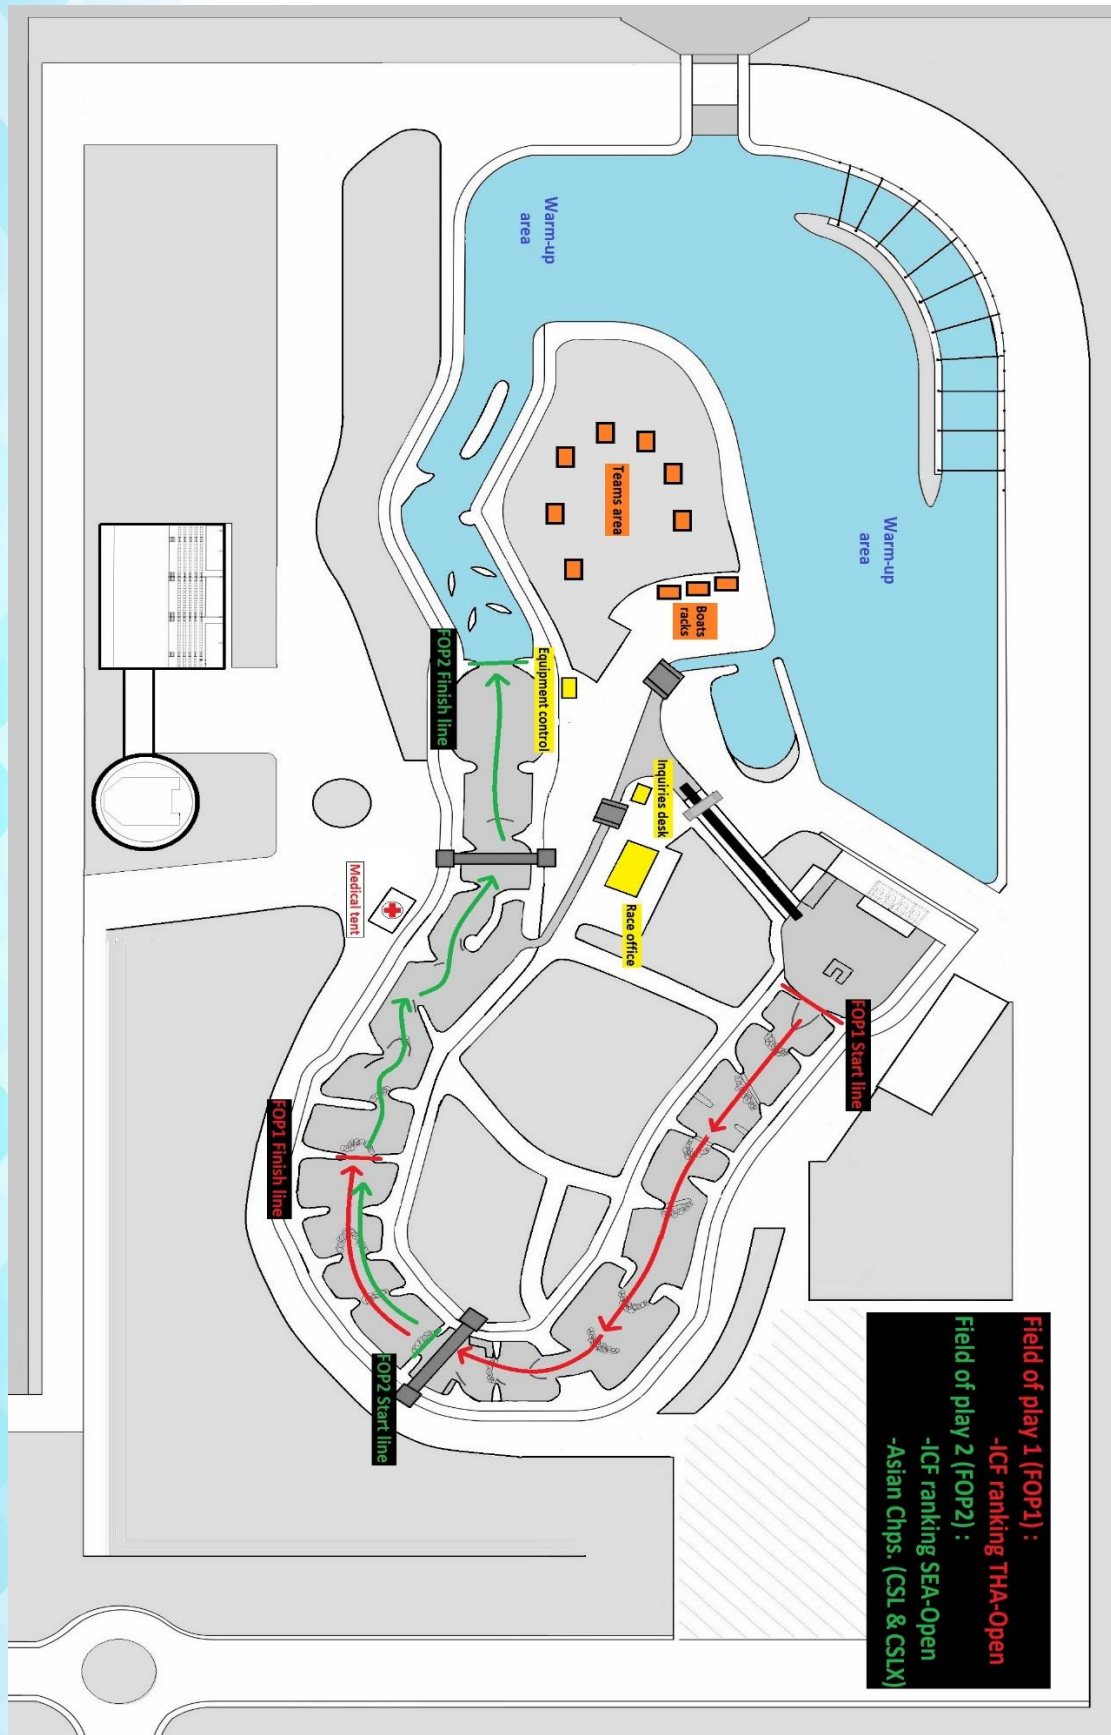 Field of play 1 (FOP1) :
-ICF ranking THA-Open
Field of play 2 (FOP2) :
-ICF ranking SEA-Open
-Asian Chps. (CSL & CSLX)
Warm-up
area
Warm-up
area
Teams area
Boats
racks
Equipment control
FOP2 Finish line
Inquiries desk
Race office
Medical tent
FOP1 Start line
FOP1 Finish line
FOP2 Start line